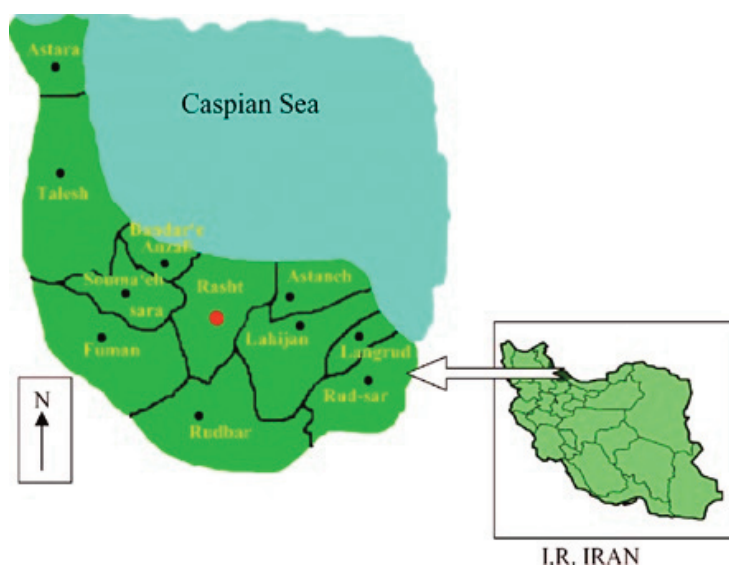 Astara
Caspian Sea
Talesh
Bandar'e
Anzali
Souma'eh
sara
Rasht
Astaneh
Fuman
Lahijan
Langrud
Rud-sar
Rudbar
N
I.R. IRAN